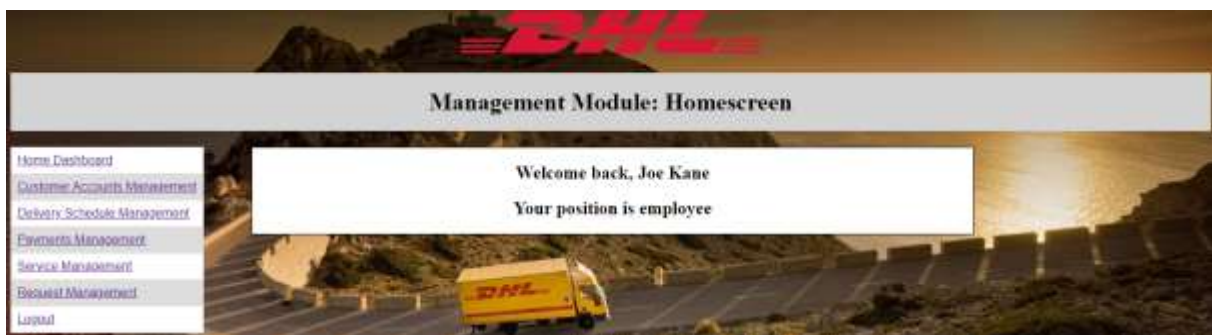 DHL
Management Module: Homescreen
Home Dashboard
Customer Accounts Management
Delivery Schedule Management
Payments Management
Service Management
Request Management
Logout
Welcome back, Joe Kane
Your position is employee
DHL